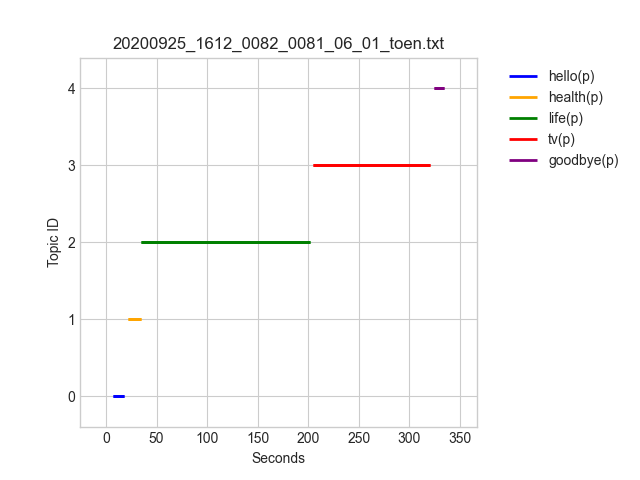 20200925_1612_0082_0081_06_01_toen.txt
hello(p)
health(p)
life(p)
tv(p)
goodbye(p)
Topic ID
4
3
2
1
0
0 50 100 150 200 250 300 350
Seconds